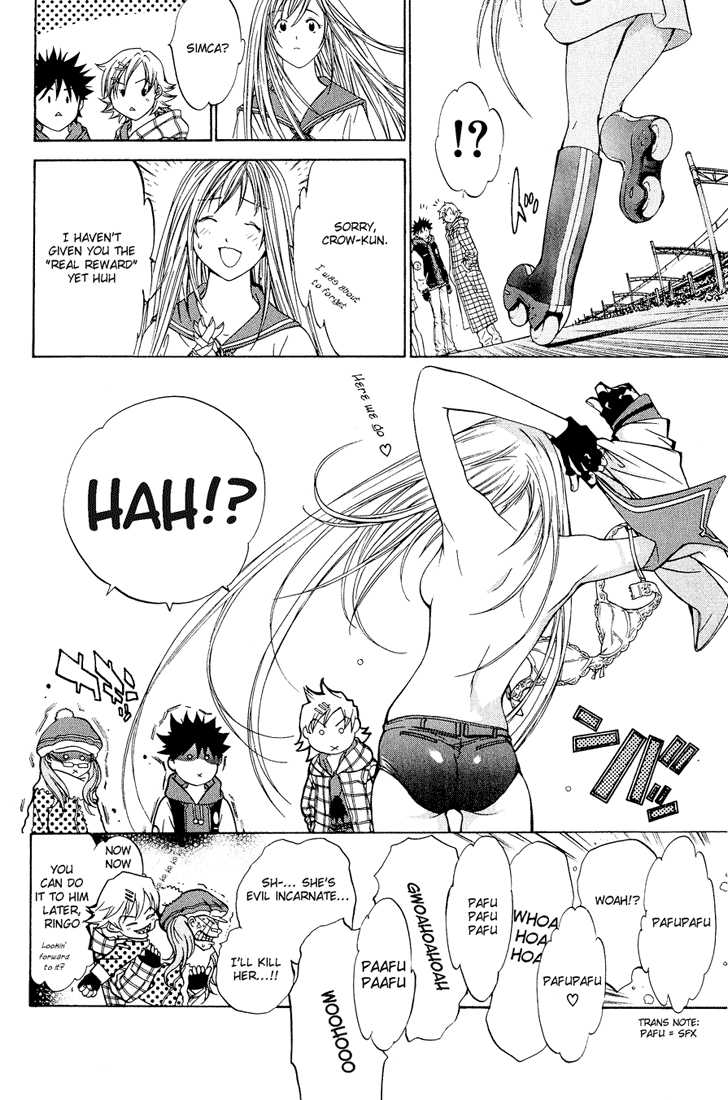 !?
SIMCA?
SORRY,
CROW-KUN.
I was about
to forget
I HAVEN'T
GIVEN YOU THE
"REAL REWARD"
YET HUH
Here we go ♡
HAH!?
PAFUPAFU
WOAH!?
PAFUPAFU
♡
WHOA
HOA
HOA
PAFU
PAFU
PAFU
GWOAHOAHOAH
PAAFU
PAAFU
WOOHOOO
TRANS NOTE:
PAFU = SFX
SH-... SHE'S
EVIL INCARNATE...
I'LL KILL
HER...!!
NOW
NOW
YOU CAN
DO IT TO HIM
LATER,
RINGO
Lookin'
forward
to it?